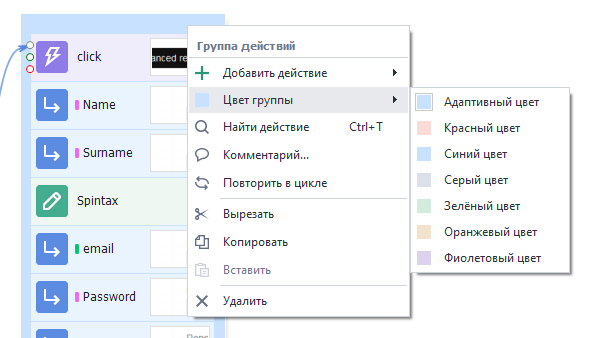 click
anced re
Name
Surname
Spintax
email
Password
Группа действий
Добавить действие
Цвет группы
Найти действие Ctrl+T
Комментарий...
Повторить в цикле
Вырезать
Копировать
Вставить
Удалить
Адаптивный цвет
Красный цвет
Синий цвет
Серый цвет
Зелёный цвет
Оранжевый цвет
Фиолетовый цвет